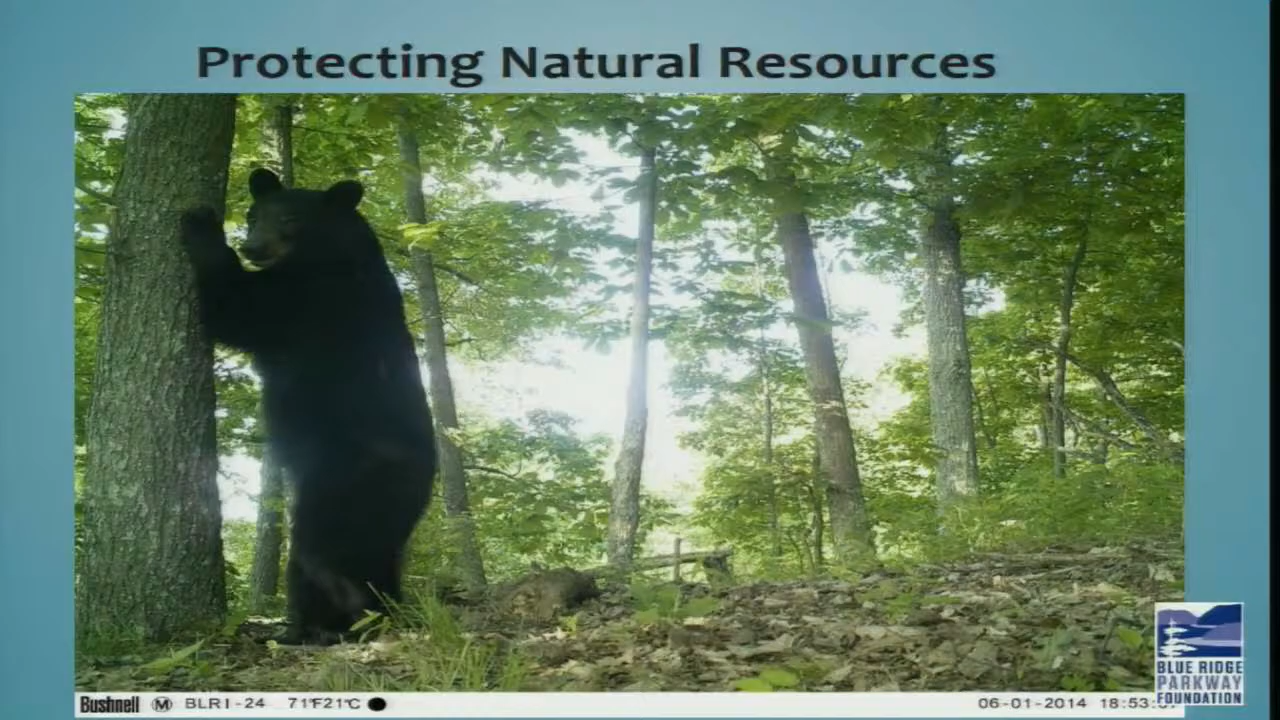 Protecting Natural Resources
Bushnell M BLRI-24 71°F21°C 06-01-2014 18:53:
BLUE RIDGE
PARKWAY
FOUNDATION